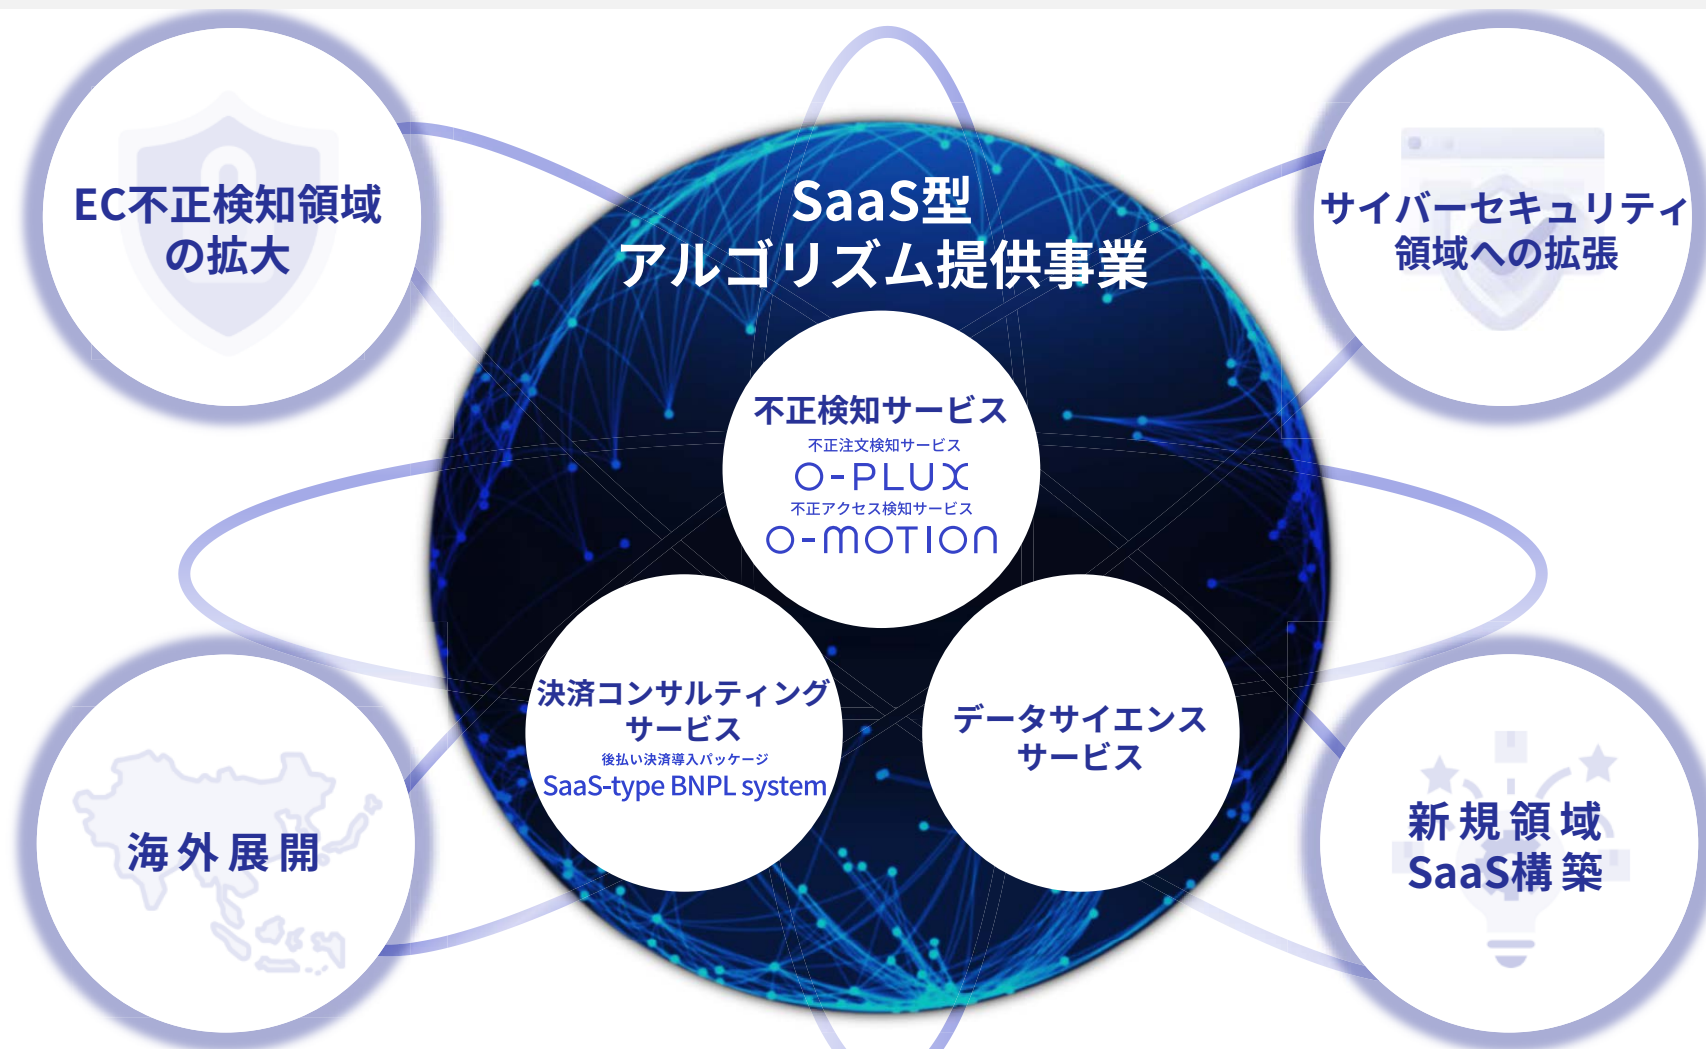 EC不正検知領域
の拡大
SaaS型
アルゴリズム提供事業
サイバーセキュリティ
領域への拡張
不正検知サービス
不正注文検知サービス
O-PLUX
不正アクセス検知サービス
O-MOTION
決済コンサルティング
サービス
後払い決済導入パッケージ
SaaS-type BNPL system
データサイエンス
サービス
海外展開
新規領域
SaaS構築